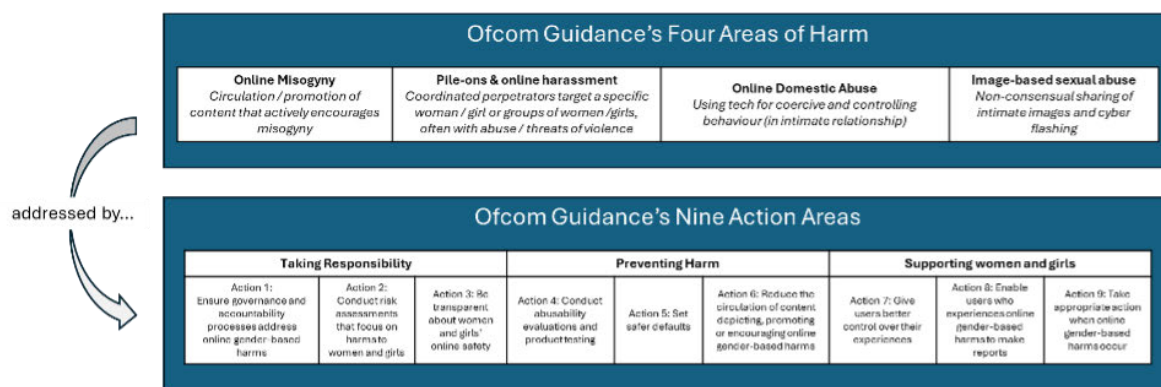 Ofcom Guidance's Four Areas of Harm
Online Misogyny
Circulation / promotion of
content that actively encourages
misogyny
Pile-ons & online harassment
Coordinated perpetrators target a specific
woman / girl or groups of women /girls,
often with abuse / threats of violence
Online Domestic Abuse
Using tech for coercive and controlling
behaviour (in intimate relationship)
Image-based sexual abuse
Non-consensual sharing of
intimate images and cyber
flashing
addressed by...
Ofcom Guidance's Nine Action Areas
Taking Responsibility
Action 1:
Ensure governance and
accountability
processes address
online gender-based
harms
Action 2:
Conduct risk
assessments
that focus on
harms to
women and girls
Action 3: Be
transparent
about women
and girls'
online safety
Preventing Harm
Action 4: Conduct
abusability
evaluations and
product testing
Action 5: Set
safer defaults
Action 6: Reduce the
circulation of content
depicting, promoting
or encouraging online
gender-based harms
Supporting women and girls
Action 7: Give
users better
control over their
experiences
Action 8: Enable
users who
experiences online
gender-based
harms to make
reports
Action 9: Take
appropriate action
when online
gender-based
harms occur